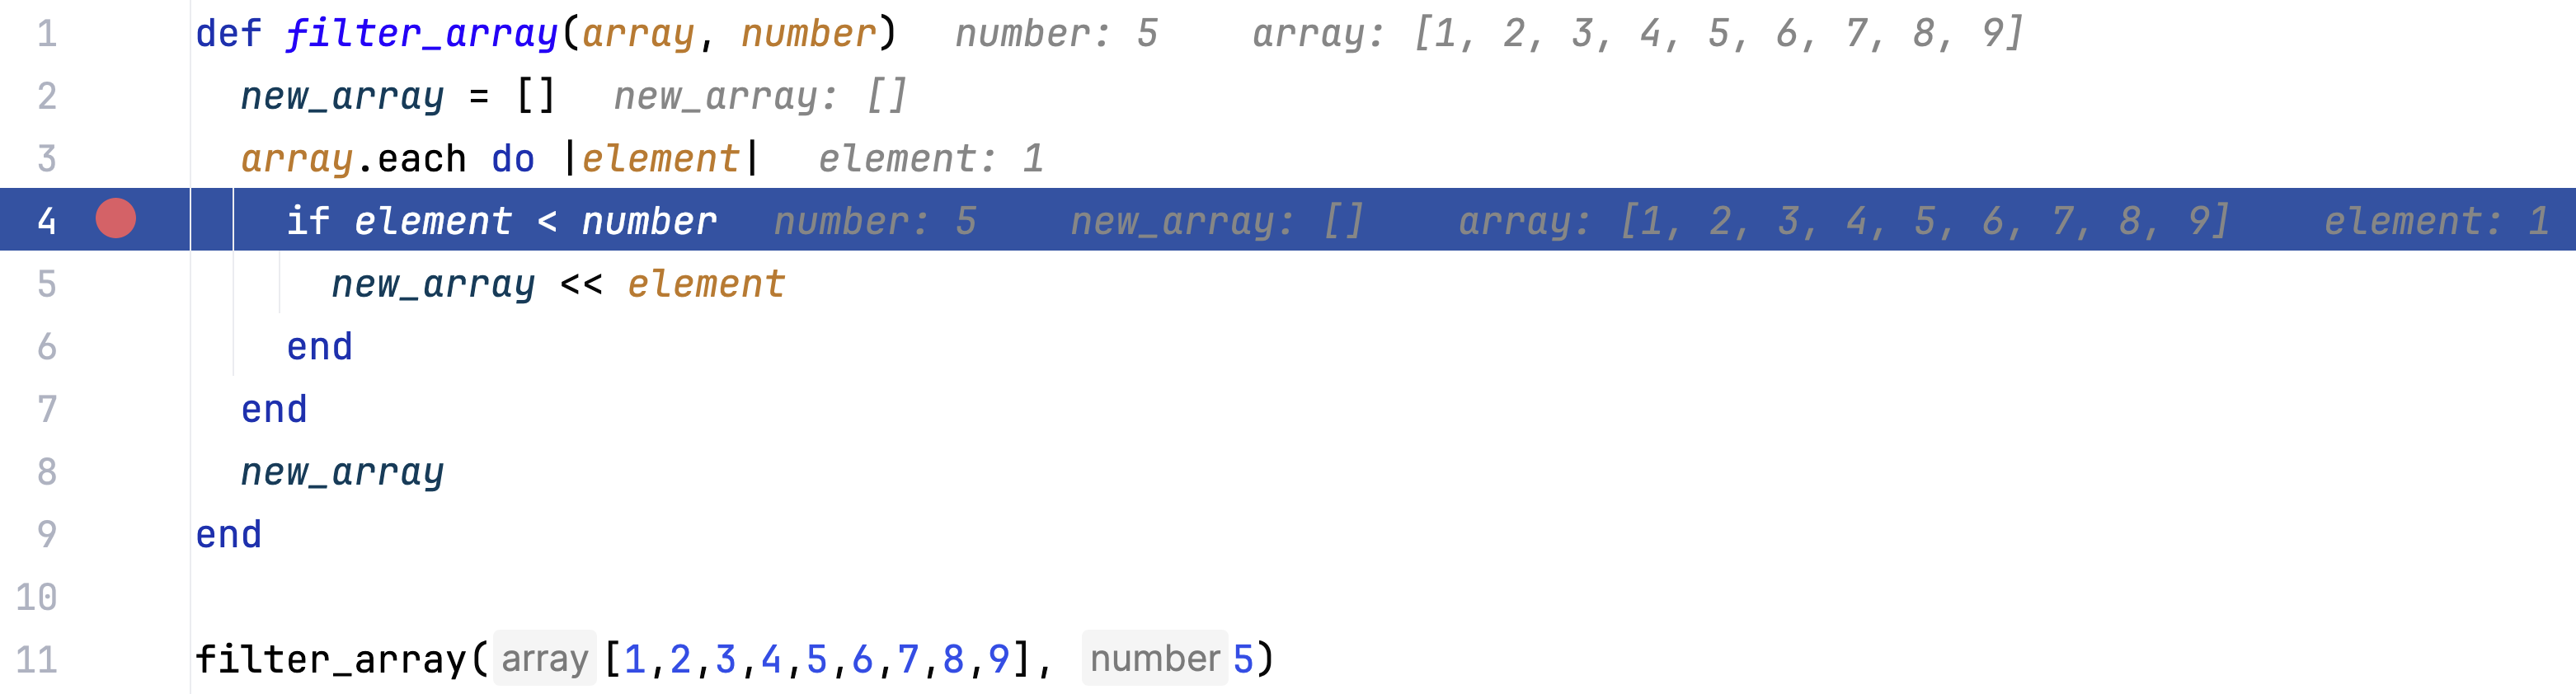 1 def filter_array(array, number) number: 5 array: [1, 2, 3, 4, 5, 6, 7, 8, 9]
2 new_array = [] new_array: []
3 array.each do |element| element: 1
4 if element < number number: 5 new_array: [] array: [1, 2, 3, 4, 5, 6, 7, 8, 9] element: 1
5 new_array << element
6 end
7 end
8 new_array
9 end
10
11 filter_array( array [1,2,3,4,5,6,7,8,9], number 5)